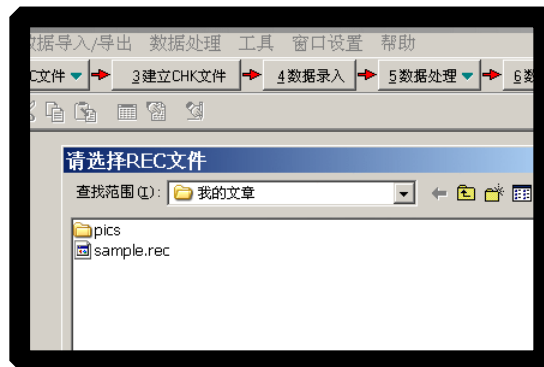 数据导入/导出 数据处理 工具 窗口设置 帮助
C文件 3建立CHK文件 4数据录入 5数据处理 6数
请选择REC文件
查找范围(I): 我的文章
pics
sample.rec